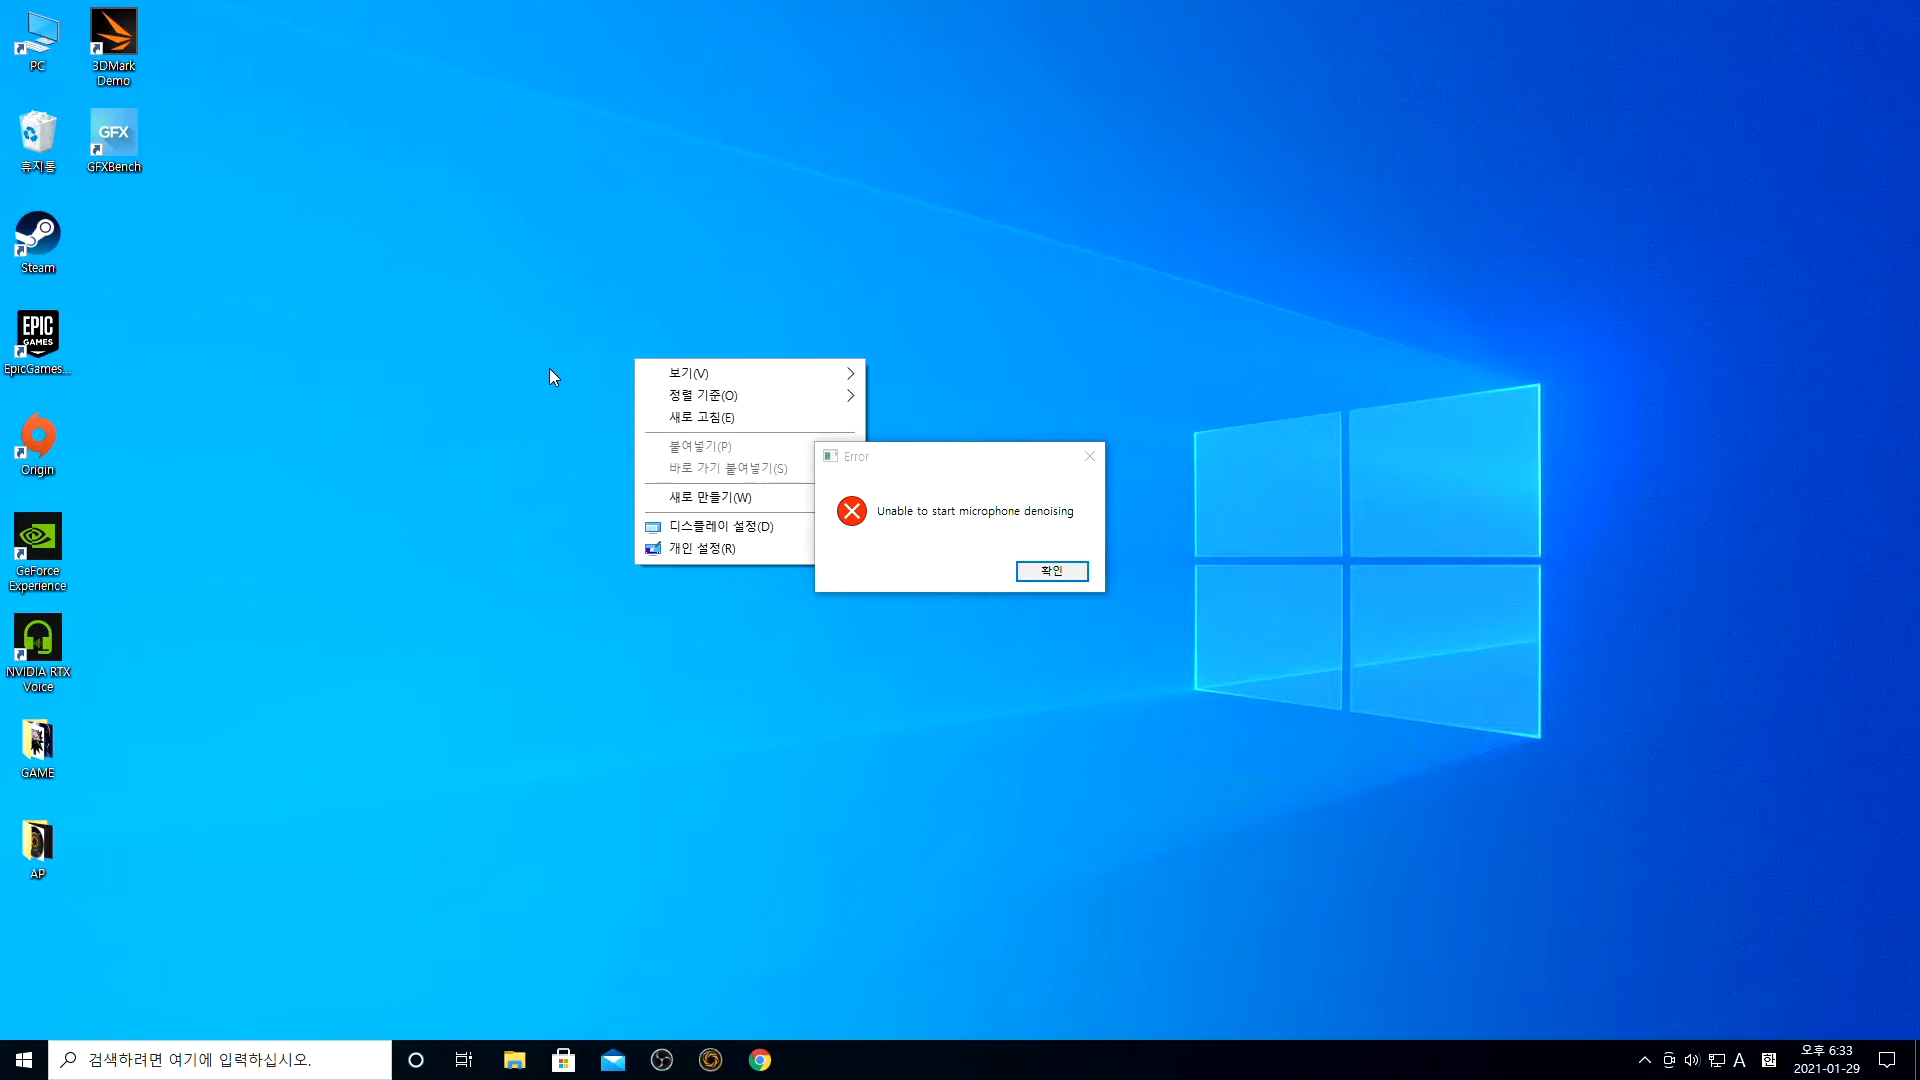 PC
3DMark
Demo
휴지통
GFX
GFXBench
Steam
EPIC
GAMES
EpicGames...
Origin
GeForce
Experience
NVIDIA RTX
Voice
GAME
AP
보기(V)
정렬 기준(O)
새로 고침(E)
붙여넣기(P)
바로 가기 붙여넣기(S)
새로 만들기(W)
디스플레이 설정(D)
개인 설정(R)
Error
Unable to start microphone denoising
확인
검색하려면 여기에 입력하십시오.
A
한
오후 6:33
2021-01-29